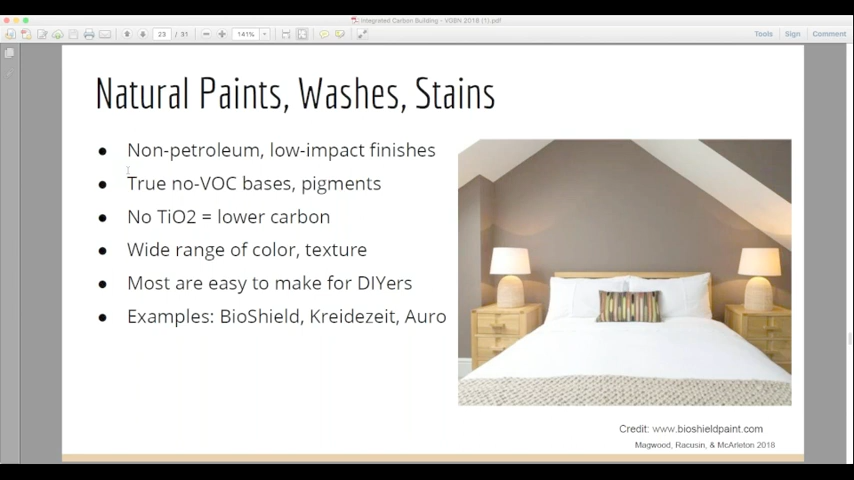 Integrated Carbon Building - VGBN 2018 (1).pdf
23 / 31
141%
Tools Sign Comment
Natural Paints, Washes, Stains
● Non-petroleum, low-impact finishes
● True no-VOC bases, pigments
● No TiO2 = lower carbon
● Wide range of color, texture
● Most are easy to make for DIYers
● Examples: BioShield, Kreidezeit, Auro
Credit: www.bioshieldpaint.com
Magwood, Racusin, & McArleton 2018